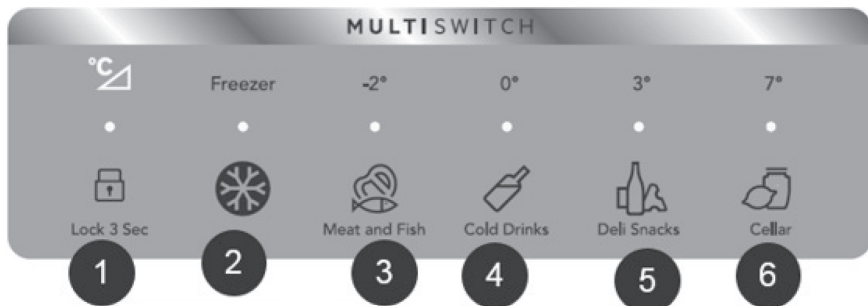 MULTISWITCH
°C Freezer -2° 0° 3° 7°
Lock 3 Sec Meat and Fish Cold Drinks Deli Snacks Cellar
1 2 3 4 5 6